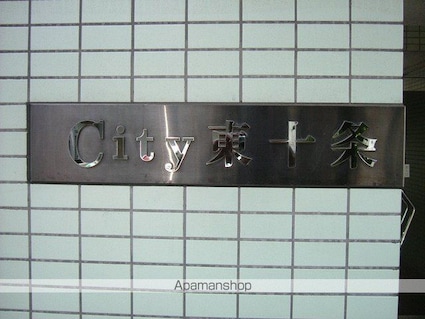 City東十条
Apamanshop